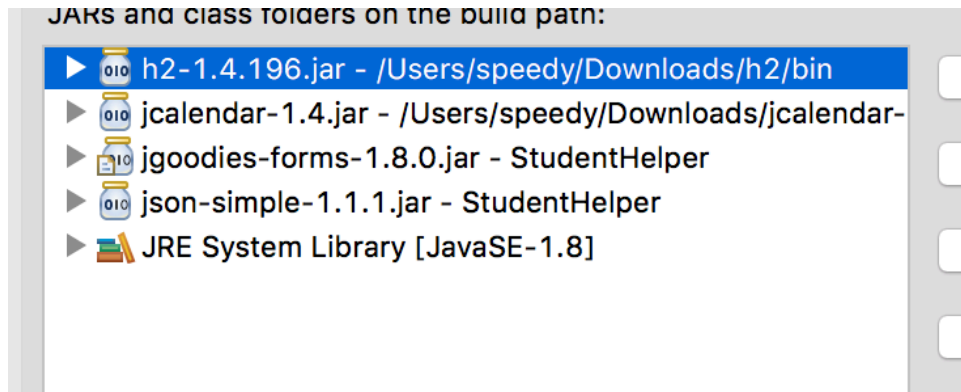 JARs and class folders on the build path:
h2-1.4.196.jar - /Users/speedy/Downloads/h2/bin
jcalendar-1.4.jar - /Users/speedy/Downloads/jcalendar-
jgoodies-forms-1.8.0.jar - StudentHelper
json-simple-1.1.1.jar - StudentHelper
JRE System Library [JavaSE-1.8]